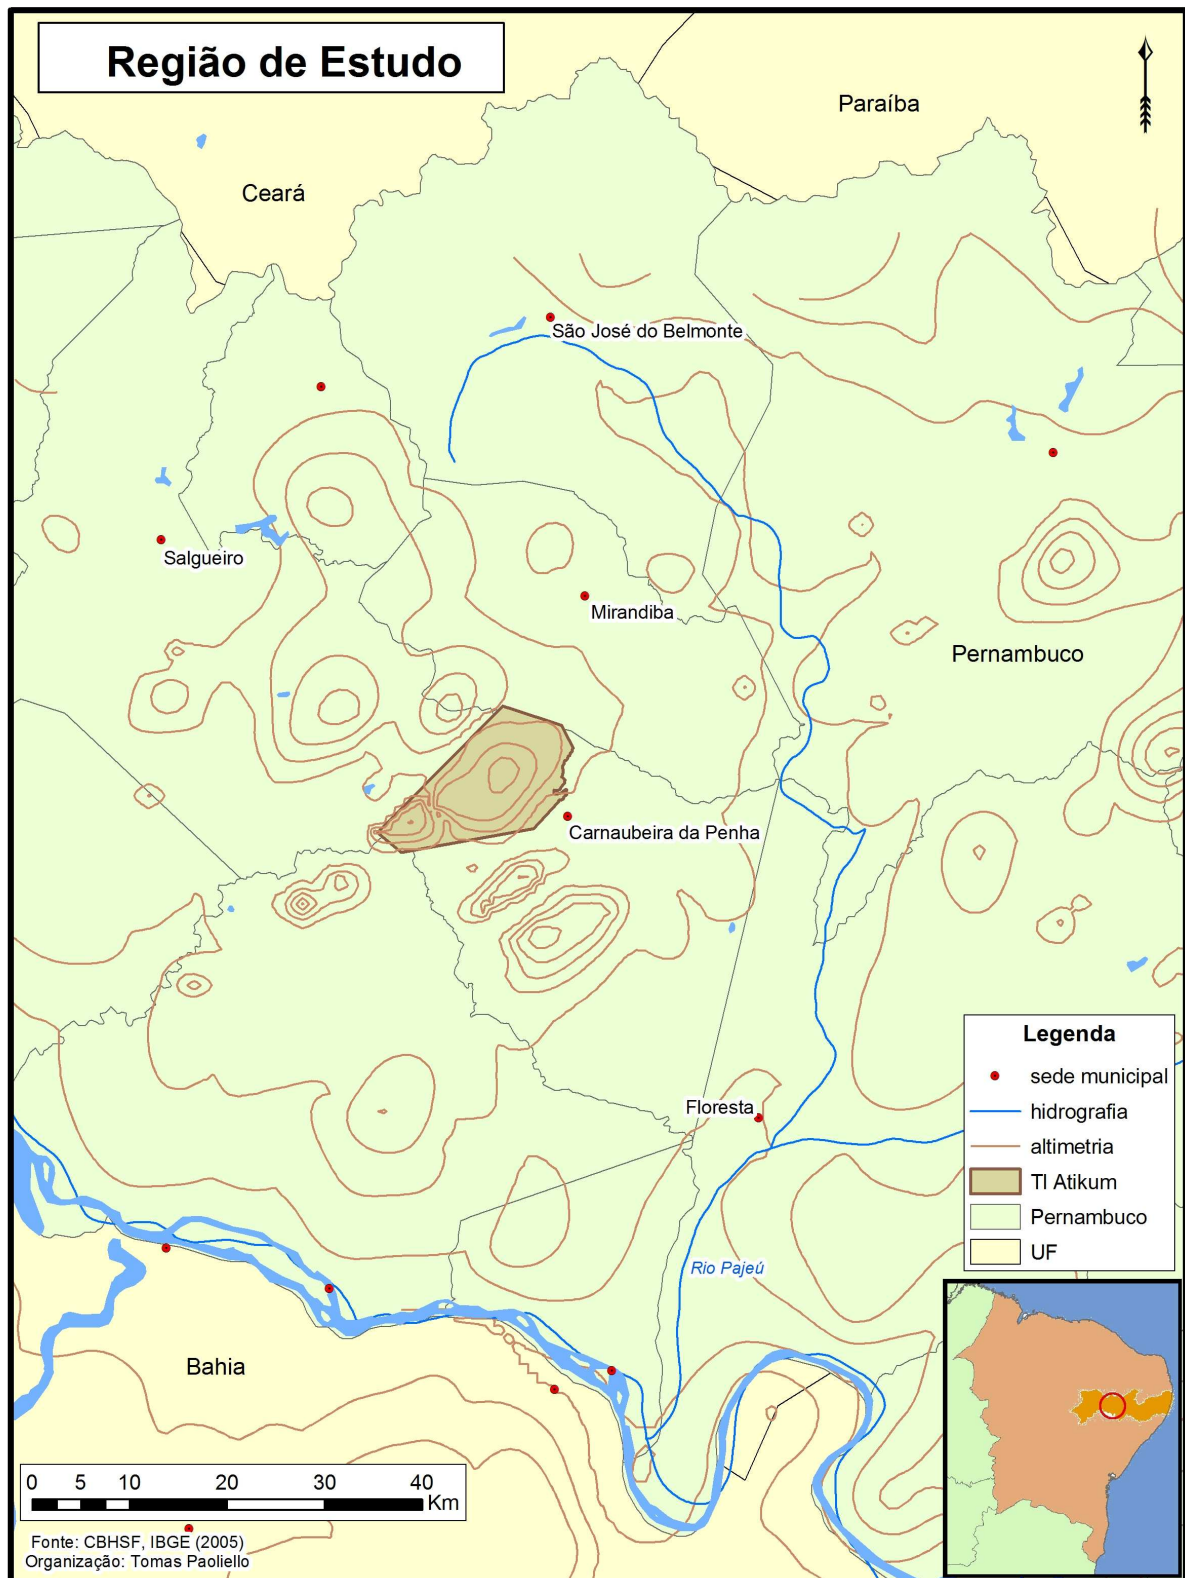 Região de Estudo
Paraíba
Ceará
São José do Belmonte
Salgueiro
Mirandiba
Pernambuco
Carnaubeira da Penha
Floresta
Legenda
sede municipal
hidrografia
altimetria
TI Atikum
Pernambuco
UF
Rio Pajeú
Bahia
0 5 10 20 30 40
Km
Fonte: CBHSF, IBGE (2005)
Organização: Tomas Paoliello